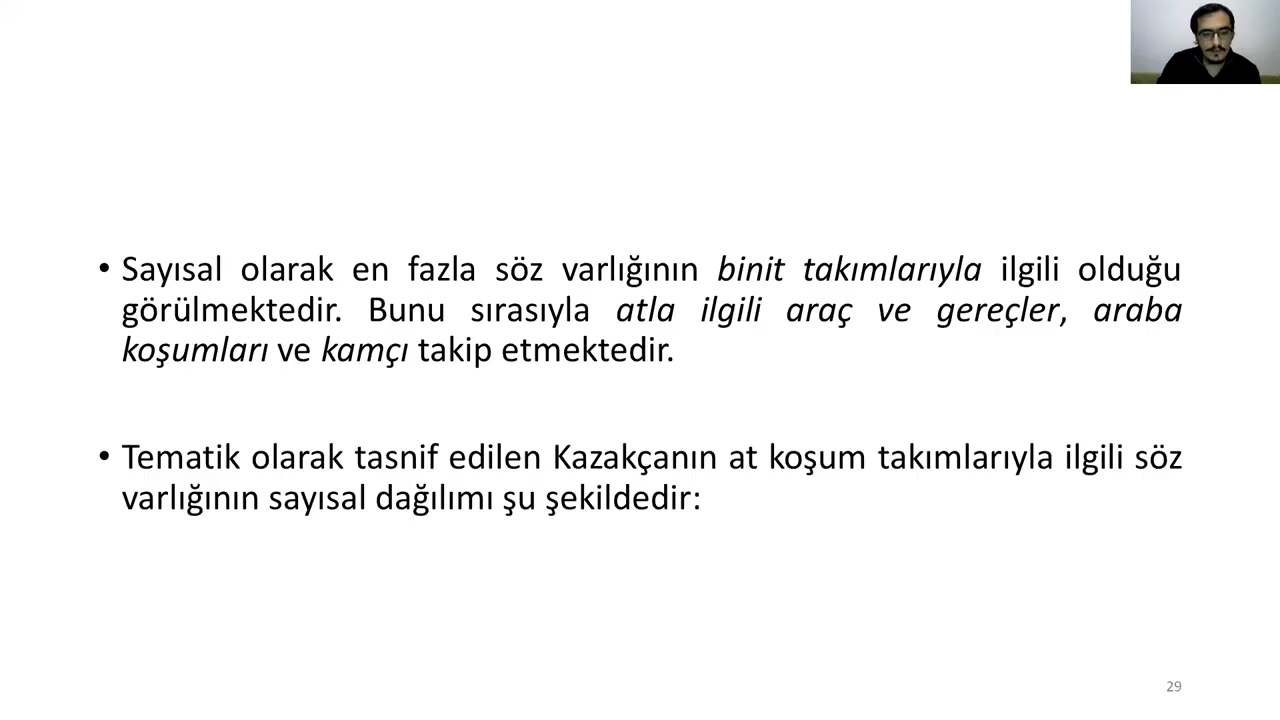 • Sayısal olarak en fazla söz varlığının binit takımlarıyla ilgili olduğu
görülmektedir. Bunu sırasıyla atla ilgili araç ve gereçler, araba
koşumları ve kamçı takip etmektedir.
• Tematik olarak tasnif edilen Kazakçanın at koşum takımlarıyla ilgili söz
varlığının sayısal dağılımı şu şekildedir:
29